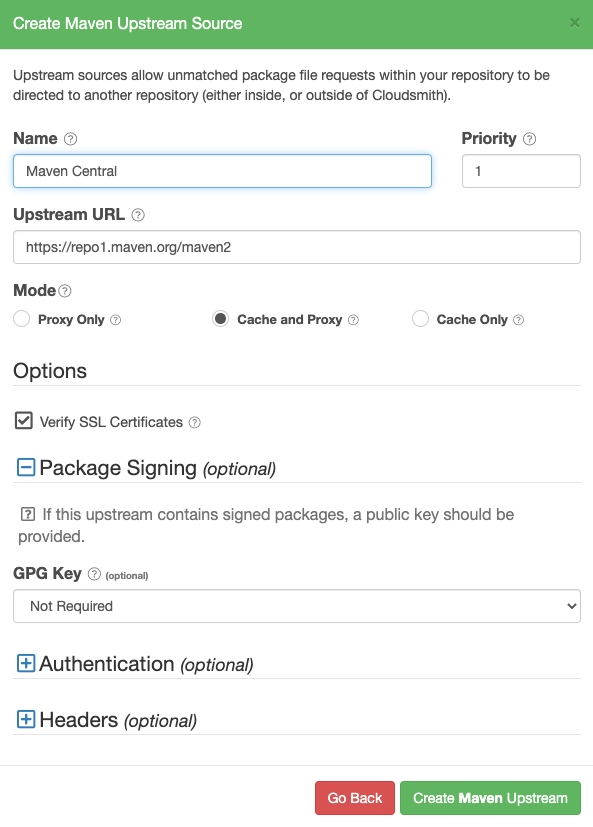 Create Maven Upstream Source ×
Upstream sources allow unmatched package file requests within your repository to be
directed to another repository (either inside, or outside of Cloudsmith).
Name ? Priority ?
Maven Central 1
Upstream URL ?
https://repo1.maven.org/maven2
Mode ?
Proxy Only ? Cache and Proxy ? Cache Only ?
Options
Verify SSL Certificates ?
Package Signing (optional)
? If this upstream contains signed packages, a public key should be
provided.
GPG Key ? (optional)
Not Required
Authentication (optional)
Headers (optional)
Go Back Create Maven Upstream